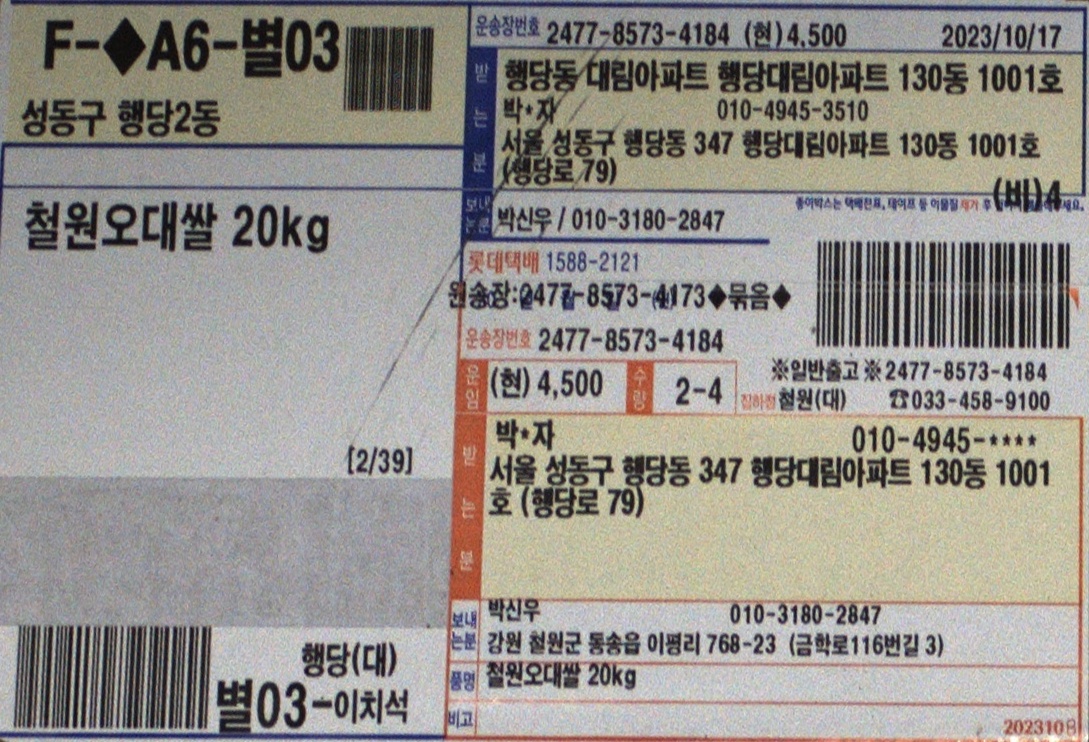 F-◆A6-별03
성동구 행당2동
운송장번호 2477-8573-4184 (현)4,500 2023/10/17
받는분
행당동 대림아파트 행당대림아파트 130동 1001호
박*자 010-4945-3510
서울 성동구 행당동 347 행당대림아파트 130동 1001호
(행당로 79)
(비)4
종이박스는 택배전표, 테이프 등 이물질 제거 후
보내는분 박신우 / 010-3180-2847
철원오대쌀 20kg
롯데택배 1588-2121
원송장:2477-8573-4173◆묶음◆
운송장번호 2477-8573-4184
※일반출고※2477-8573-4184
운임 (현) 4,500 수량 2-4
집하점 철원(대) ☎033-458-9100
[2/39]
받는분
박*자 010-4945-****
서울 성동구 행당동 347 행당대림아파트 130동 1001
호 (행당로 79)
보내는분
박신우 010-3180-2847
강원 철원군 동송읍 이평리 768-23 (금학로116번길 3)
품명 철원오대쌀 20kg
비고
행당(대)
별03-이치석